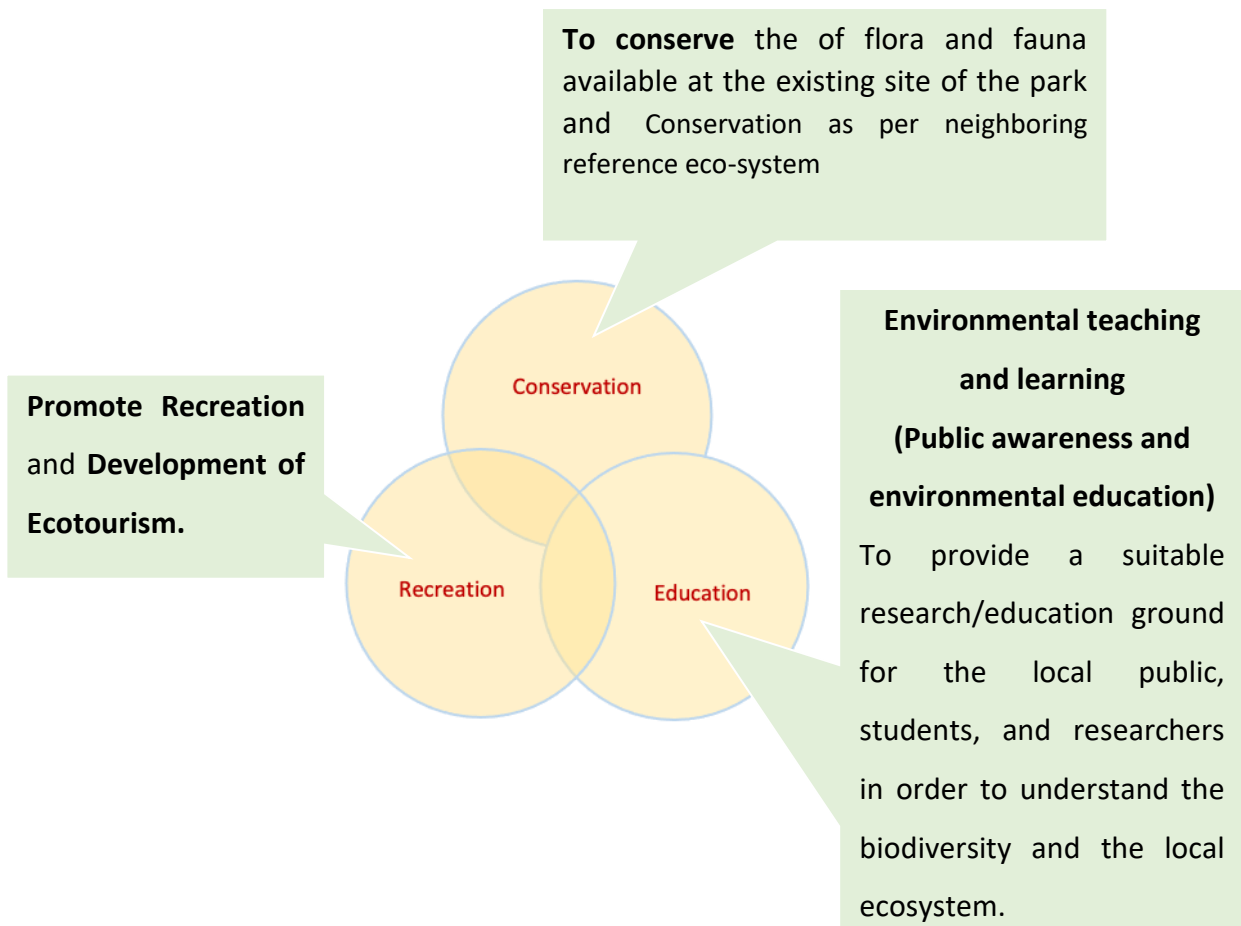 To conserve the of flora and fauna
available at the existing site of the park
and Conservation as per neighboring
reference eco-system
Conservation
Promote Recreation
and Development of
Ecotourism.
Recreation
Education
Environmental teaching
and learning
(Public awareness and
environmental education)
To provide a suitable
research/education ground
for the local public,
students, and researchers
in order to understand the
biodiversity and the local
ecosystem.